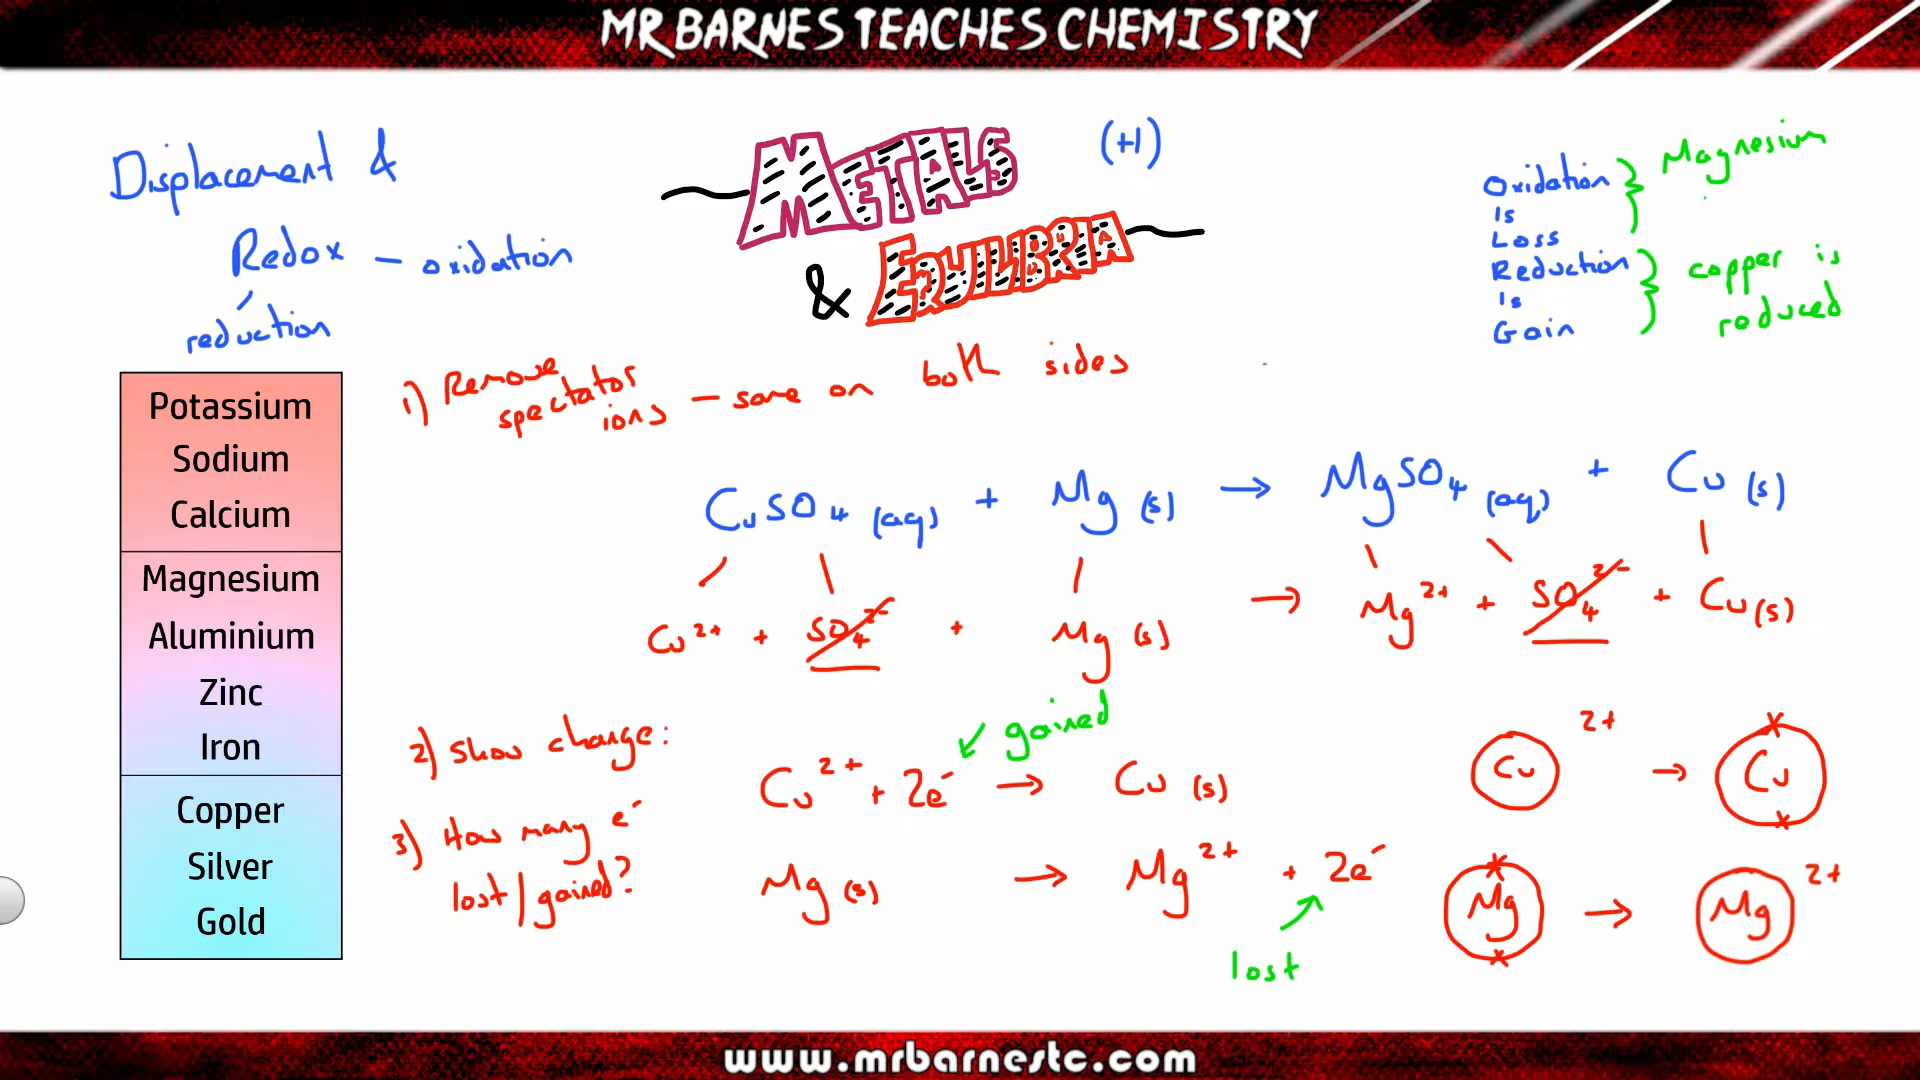 MR BARNES TEACHES CHEMISTRY
Displacement &
Redox – oxidation
reduction
METALS
& EQUILIBRIA
(+1)
Oxidation
Is
Loss
Reduction
Is
Gain
Magnesium
copper is
reduced
Potassium
Sodium
Calcium
Magnesium
Aluminium
Zinc
Iron
Copper
Silver
Gold
1) Remove
spectator
ions – same on both sides
CuSO₄ (aq) + Mg (s) → MgSO₄ (aq) + Cu (s)
Cu²⁺ + SO₄²⁻ + Mg (s) → Mg²⁺ + SO₄²⁻ + Cu (s)
2) Show change:
gained
Cu²⁺ + 2e⁻ → Cu (s)
Cu ²⁺ → Cu
3) How many e⁻
lost/gained?
Mg (s) → Mg²⁺ + 2e⁻
lost
Mg → Mg ²⁺
www.mrbarnestc.com